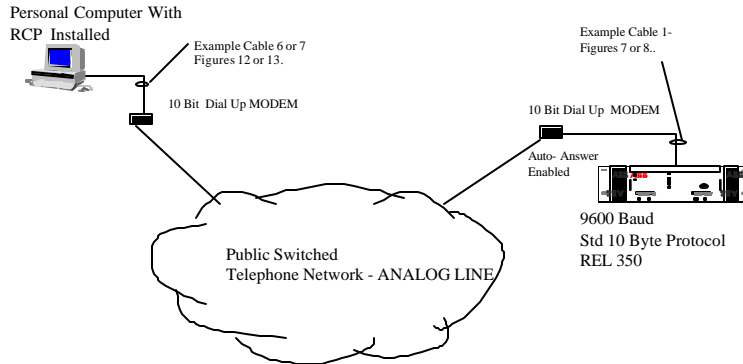 Personal Computer With
RCP Installed
Example Cable 6 or 7
Figures 12 or 13.
10 Bit Dial Up MODEM
Example Cable 1-
Figures 7 or 8..
10 Bit Dial Up MODEM
Auto- Answer
Enabled
9600 Baud
Std 10 Byte Protocol
REL 350
Public Switched
Telephone Network - ANALOG LINE